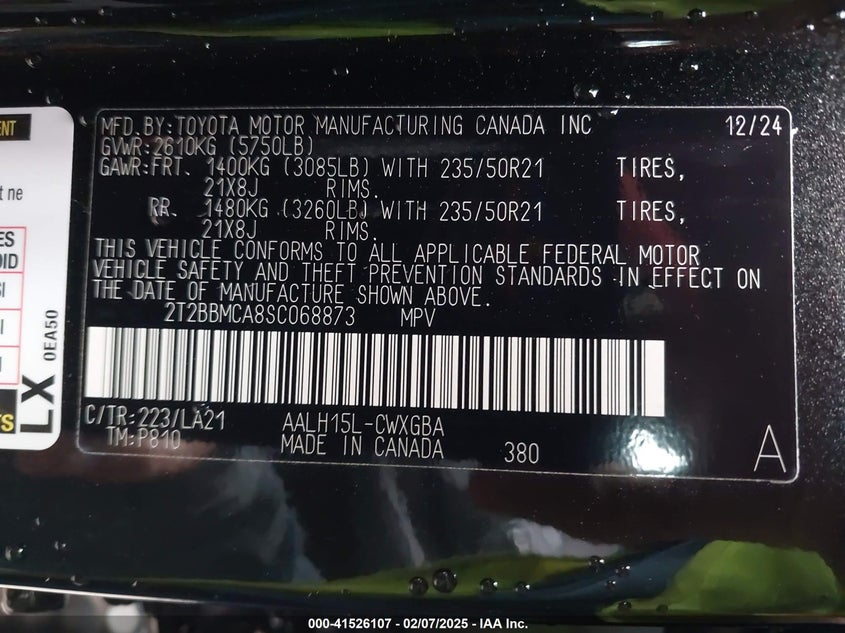 MFD.BY:TOYOTA MOTOR MANUFACTURING CANADA INC 12/24
GVWR:2610KG (5750LB)
GAWR:FRT. 1400KG (3085LB) WITH 235/50R21 TIRES,
21X8J RIMS.
RR. 1480KG (3260LB) WITH 235/50R21 TIRES,
21X8J RIMS.
THIS VEHICLE CONFORMS TO ALL APPLICABLE FEDERAL MOTOR
VEHICLE SAFETY AND THEFT PREVENTION STANDARDS IN EFFECT ON
THE DATE OF MANUFACTURE SHOWN ABOVE.
2T2BBMCA8SC068873 MPV
C/TR:223/LA21 AALH15L-CWXGBA
TM:P810 MADE IN CANADA 380 A
LX 0EA50
000-41526107 - 02/07/2025 - IAA Inc.